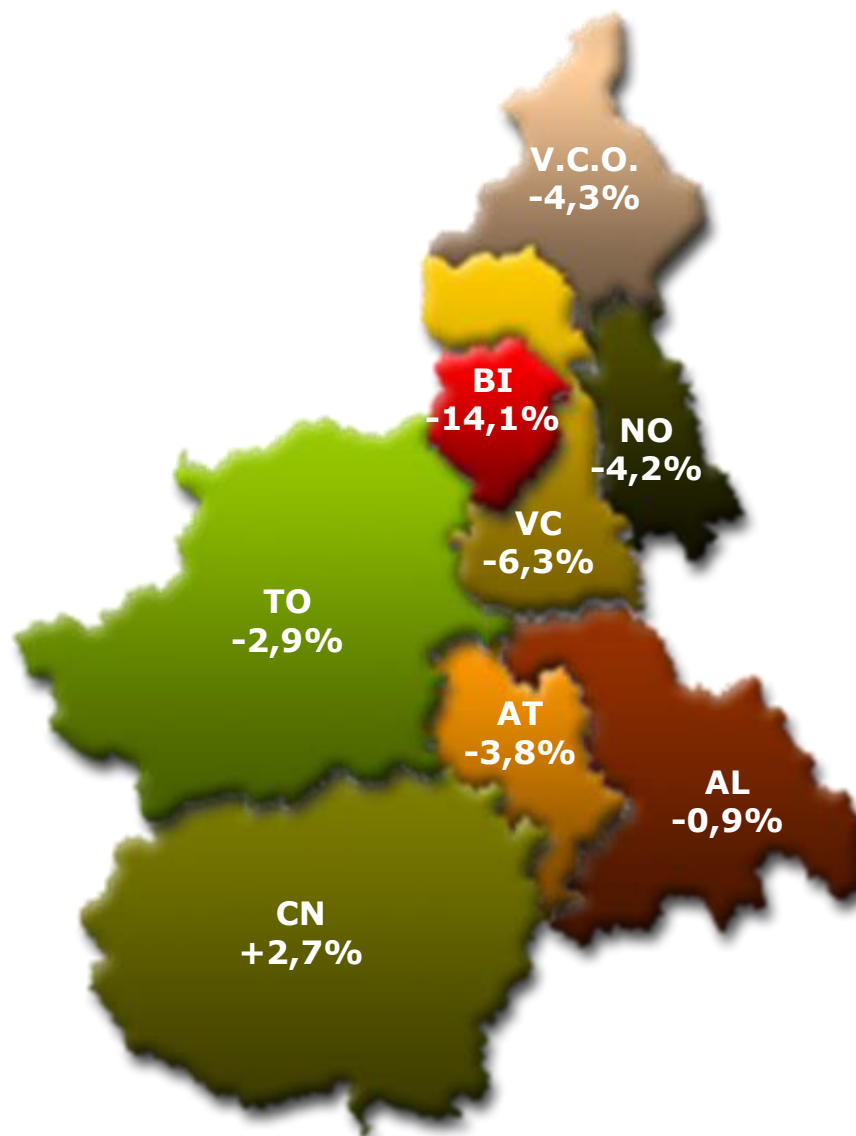 V.C.O.
-4,3%
BI
-14,1%
NO
-4,2%
VC
-6,3%
TO
-2,9%
AT
-3,8%
AL
-0,9%
CN
+2,7%